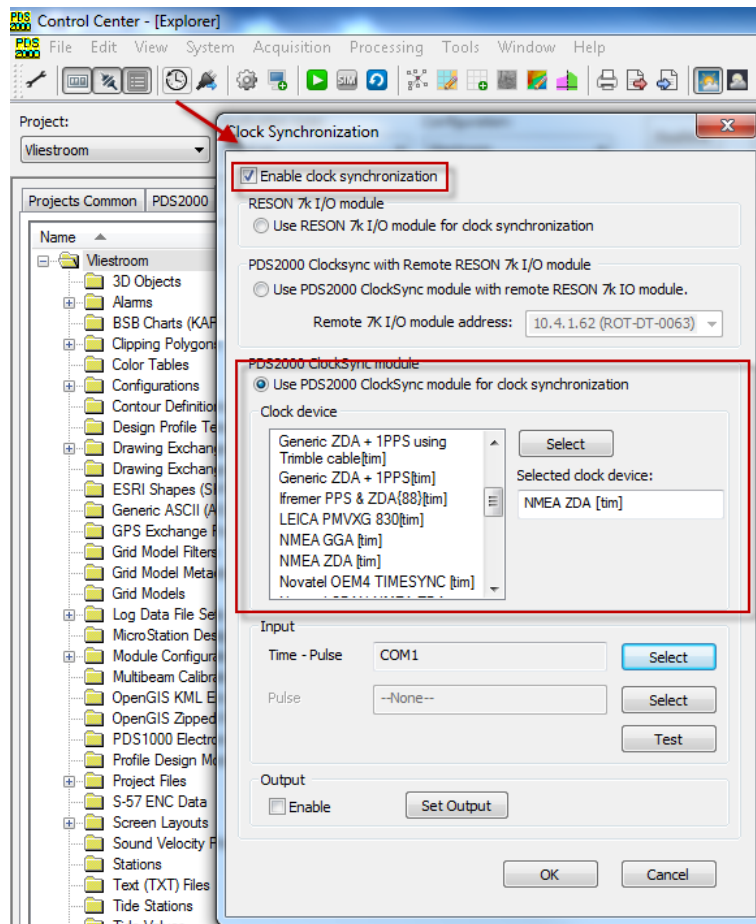 PDS 2000 Control Center - [Explorer]
PDS 2000 File Edit View System Acquisition Processing Tools Window Help
SIM
Project:
Vliestroom
Projects Common PDS2000
Name
Vliestroom
3D Objects
Alarms
BSB Charts (KAP
Clipping Polygons
Color Tables
Configurations
Contour Definition
Design Profile Te
Drawing Exchan
Drawing Exchan
ESRI Shapes (S
Generic ASCII (A
GPS Exchange F
Grid Model Filters
Grid Model Meta
Grid Models
Log Data File Se
MicroStation Des
Module Configura
Multibeam Calibra
OpenGIS KML E
OpenGIS Zipped
PDS1000 Electro
Profile Design Mo
Project Files
S-57 ENC Data
Screen Layouts
Sound Velocity P
Stations
Text (TXT) Files
Tide Stations
Clock Synchronization
Enable clock synchronization
RESON 7k I/O module
Use RESON 7k I/O module for clock synchronization
PDS2000 Clocksync with Remote RESON 7k I/O module
Use PDS2000 ClockSync module with remote RESON 7k IO module.
Remote 7K I/O module address: 10.4.1.62 (ROT-DT-0063)
PDS2000 ClockSync module
Use PDS2000 ClockSync module for clock synchronization
Clock device
Generic ZDA + 1PPS using
Trimble cable[tim]
Generic ZDA + 1PPS[tim]
Ifremer PPS & ZDA{88}[tim]
LEICA PMVXG 830[tim]
NMEA GGA [tim]
NMEA ZDA [tim]
Novatel OEM4 TIMESYNC [tim]
Select
Selected clock device:
NMEA ZDA [tim]
Input
Time - Pulse COM1 Select
Pulse --None-- Select
Test
Output
Enable Set Output
OK Cancel